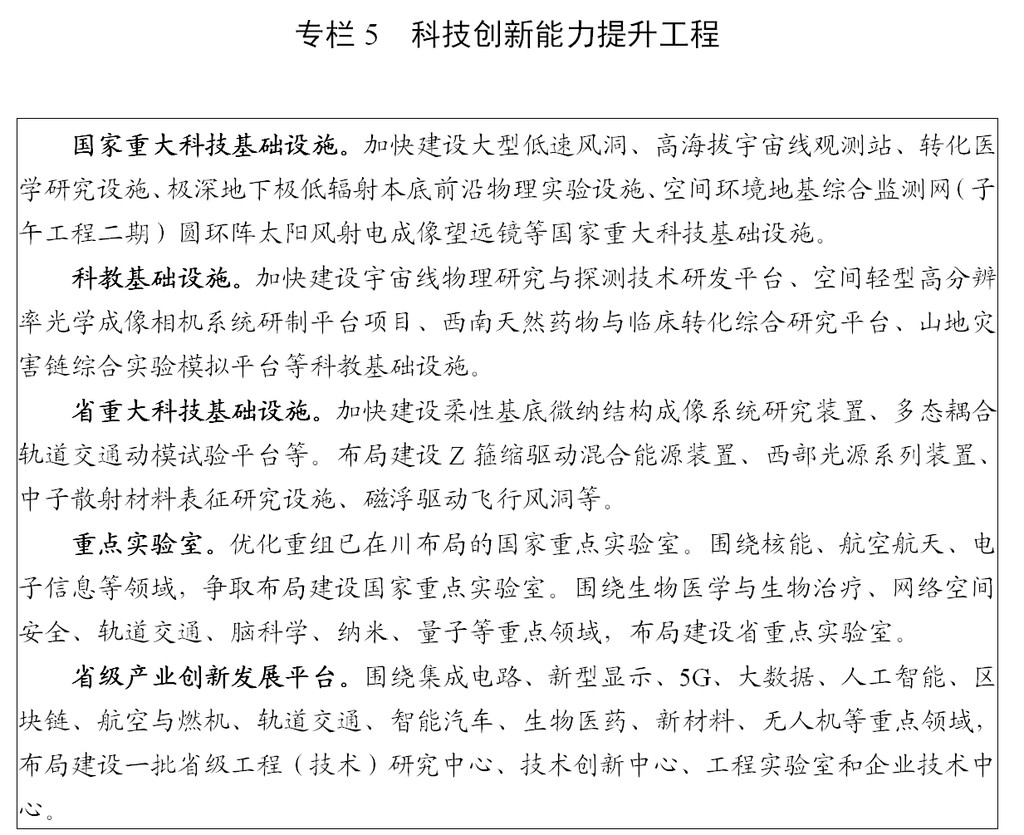 专栏 5　科技创新能力提升工程
国家重大科技基础设施。加快建设大型低速风洞、高海拔宇宙线观测站、转化医
学研究设施、极深地下极低辐射本底前沿物理实验设施、空间环境地基综合监测网（子
午工程二期）圆环阵太阳风射电成像望远镜等国家重大科技基础设施。
科教基础设施。加快建设宇宙线物理研究与探测技术研发平台、空间轻型高分辨
率光学成像相机系统研制平台项目、西南天然药物与临床转化综合研究平台、山地灾
害链综合实验模拟平台等科教基础设施。
省重大科技基础设施。加快建设柔性基底微纳结构成像系统研究装置、多态耦合
轨道交通动模试验平台等。布局建设 Z 箍缩驱动混合能源装置、西部光源系列装置、
中子散射材料表征研究设施、磁浮驱动飞行风洞等。
重点实验室。优化重组已在川布局的国家重点实验室。围绕核能、航空航天、电
子信息等领域，争取布局建设国家重点实验室。围绕生物医学与生物治疗、网络空间
安全、轨道交通、脑科学、纳米、量子等重点领域，布局建设省重点实验室。
省级产业创新发展平台。围绕集成电路、新型显示、5G、大数据、人工智能、区
块链、航空与燃机、轨道交通、智能汽车、生物医药、新材料、无人机等重点领域，
布局建设一批省级工程（技术）研究中心、技术创新中心、工程实验室和企业技术中
心。